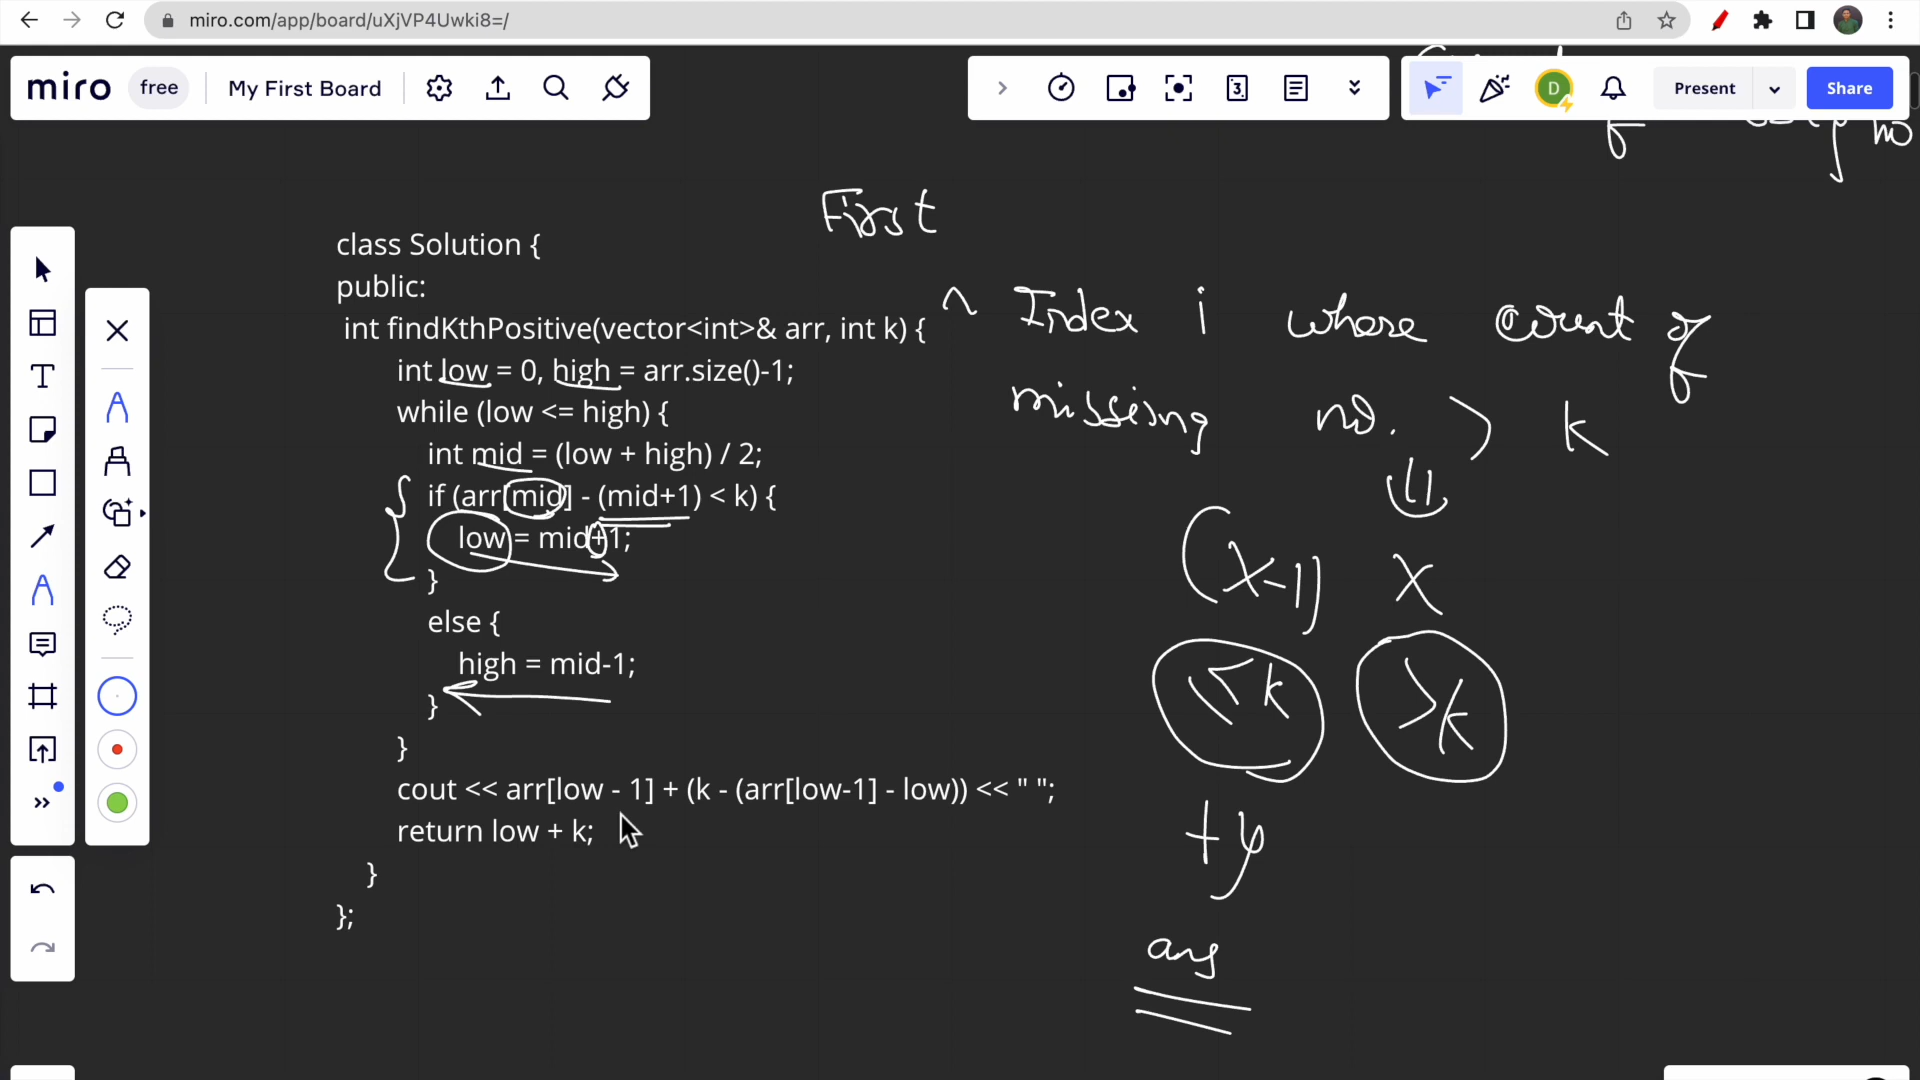 miro.com/app/board/uXjVP4Uwki8=/
miro free My First Board
Present Share
D
3
First
class Solution {
public:
int findKthPositive(vector<int>& arr, int k) {
^ Index i where count of
int low = 0, high = arr.size()-1;
while (low <= high) {
missing no. > k
int mid = (low + high) / 2;
if (arr[mid] - (mid+1) < k) {
low = mid+1;
}
(x-1) x
else {
high = mid-1;
≤k >k
}
}
cout << arr[low - 1] + (k - (arr[low-1] - low)) << " ";
return low + k;
+ y
}
};
ans